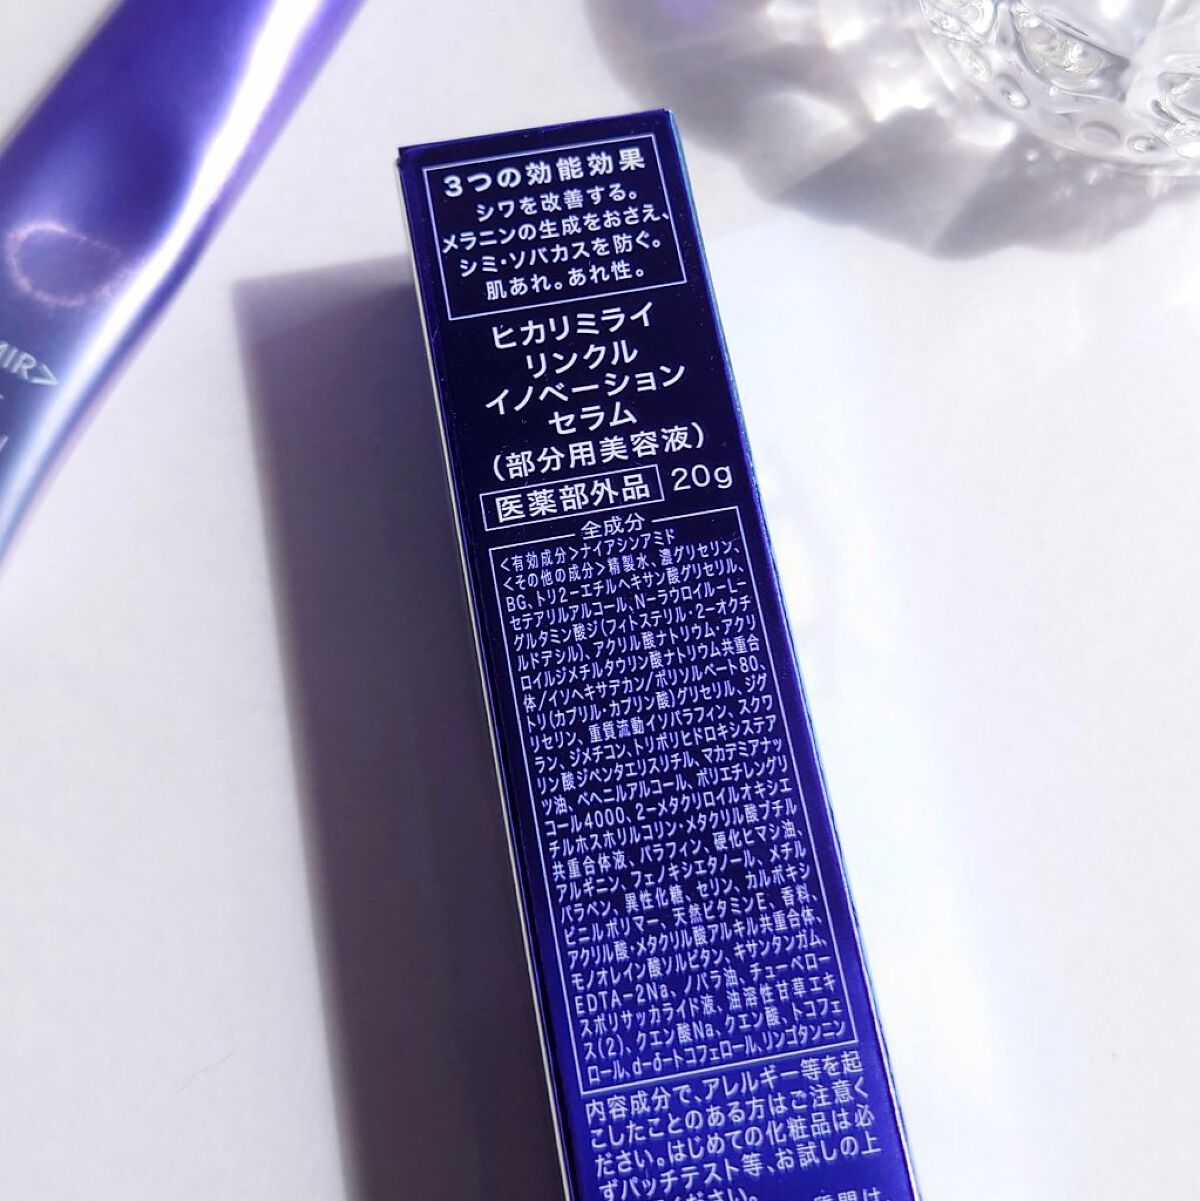 MIR>
3つの効能効果
シワを改善する。
メラニンの生成をおさえ、
シミ・ソバカスを防ぐ。
肌あれ。あれ性。
ヒカリミライ
リンクル
イノベーション
セラム
(部分用美容液)
医薬部外品 20g
全成分
<有効成分>ナイアシンアミド
<その他の成分>精製水、濃グリセリン、
BG、トリ2-エチルヘキサン酸グリセリル、
セテアリルアルコール、N-ラウロイル-L-
グルタミン酸ジ(フィトステリル・2-オクチ
ルドデシル)、アクリル酸ナトリウム・アクリ
ロイルジメチルタウリン酸ナトリウム共重合
体/イソヘキサデカン/ポリソルベート80、
トリ(カプリル・カプリン酸)グリセリル、ジグ
リセリン、重質流動イソパラフィン、スクワ
ラン、ジメチコン、トリポリヒドロキシステア
リン酸ジペンタエリスリチル、マカデミアナッ
ツ油、ベヘニルアルコール、ポリエチレングリ
コール4000、2-メタクリロイルオキシエ
チルホスホリルコリン・メタクリル酸ブチル
共重合体液、パラフィン、硬化ヒマシ油、
アルギニン、フェノキシエタノール、メチル
パラベン、異性化糖、セリン、カルボキシ
ビニルポリマー、天然ビタミンE、香料、
アクリル酸・メタクリル酸アルキル共重合体、
モノオレイン酸ソルビタン、キサンタンガム、
EDTA-2Na、ノバラ油、チューベロー
スポリサッカライド液、油溶性甘草エキ
ス(2)、クエン酸Na、クエン酸、トコフェ
ロール、d-δ-トコフェロール、リンゴタンニン
内容成分で、アレルギー等を起
こしたことのある方はご注意く
ださい。はじめての化粧品は必
ずパッチテスト等、お試しの上
ください。